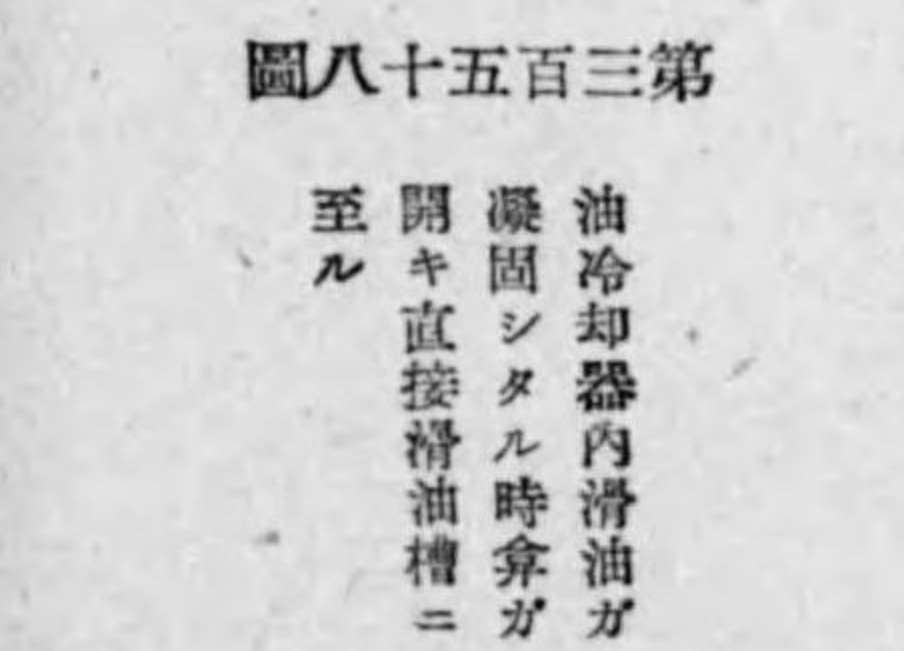 第三百五十八圖
油冷却器內滑油ガ
凝固シタル時弇ガ
開キ直接滑油槽ニ
至ル